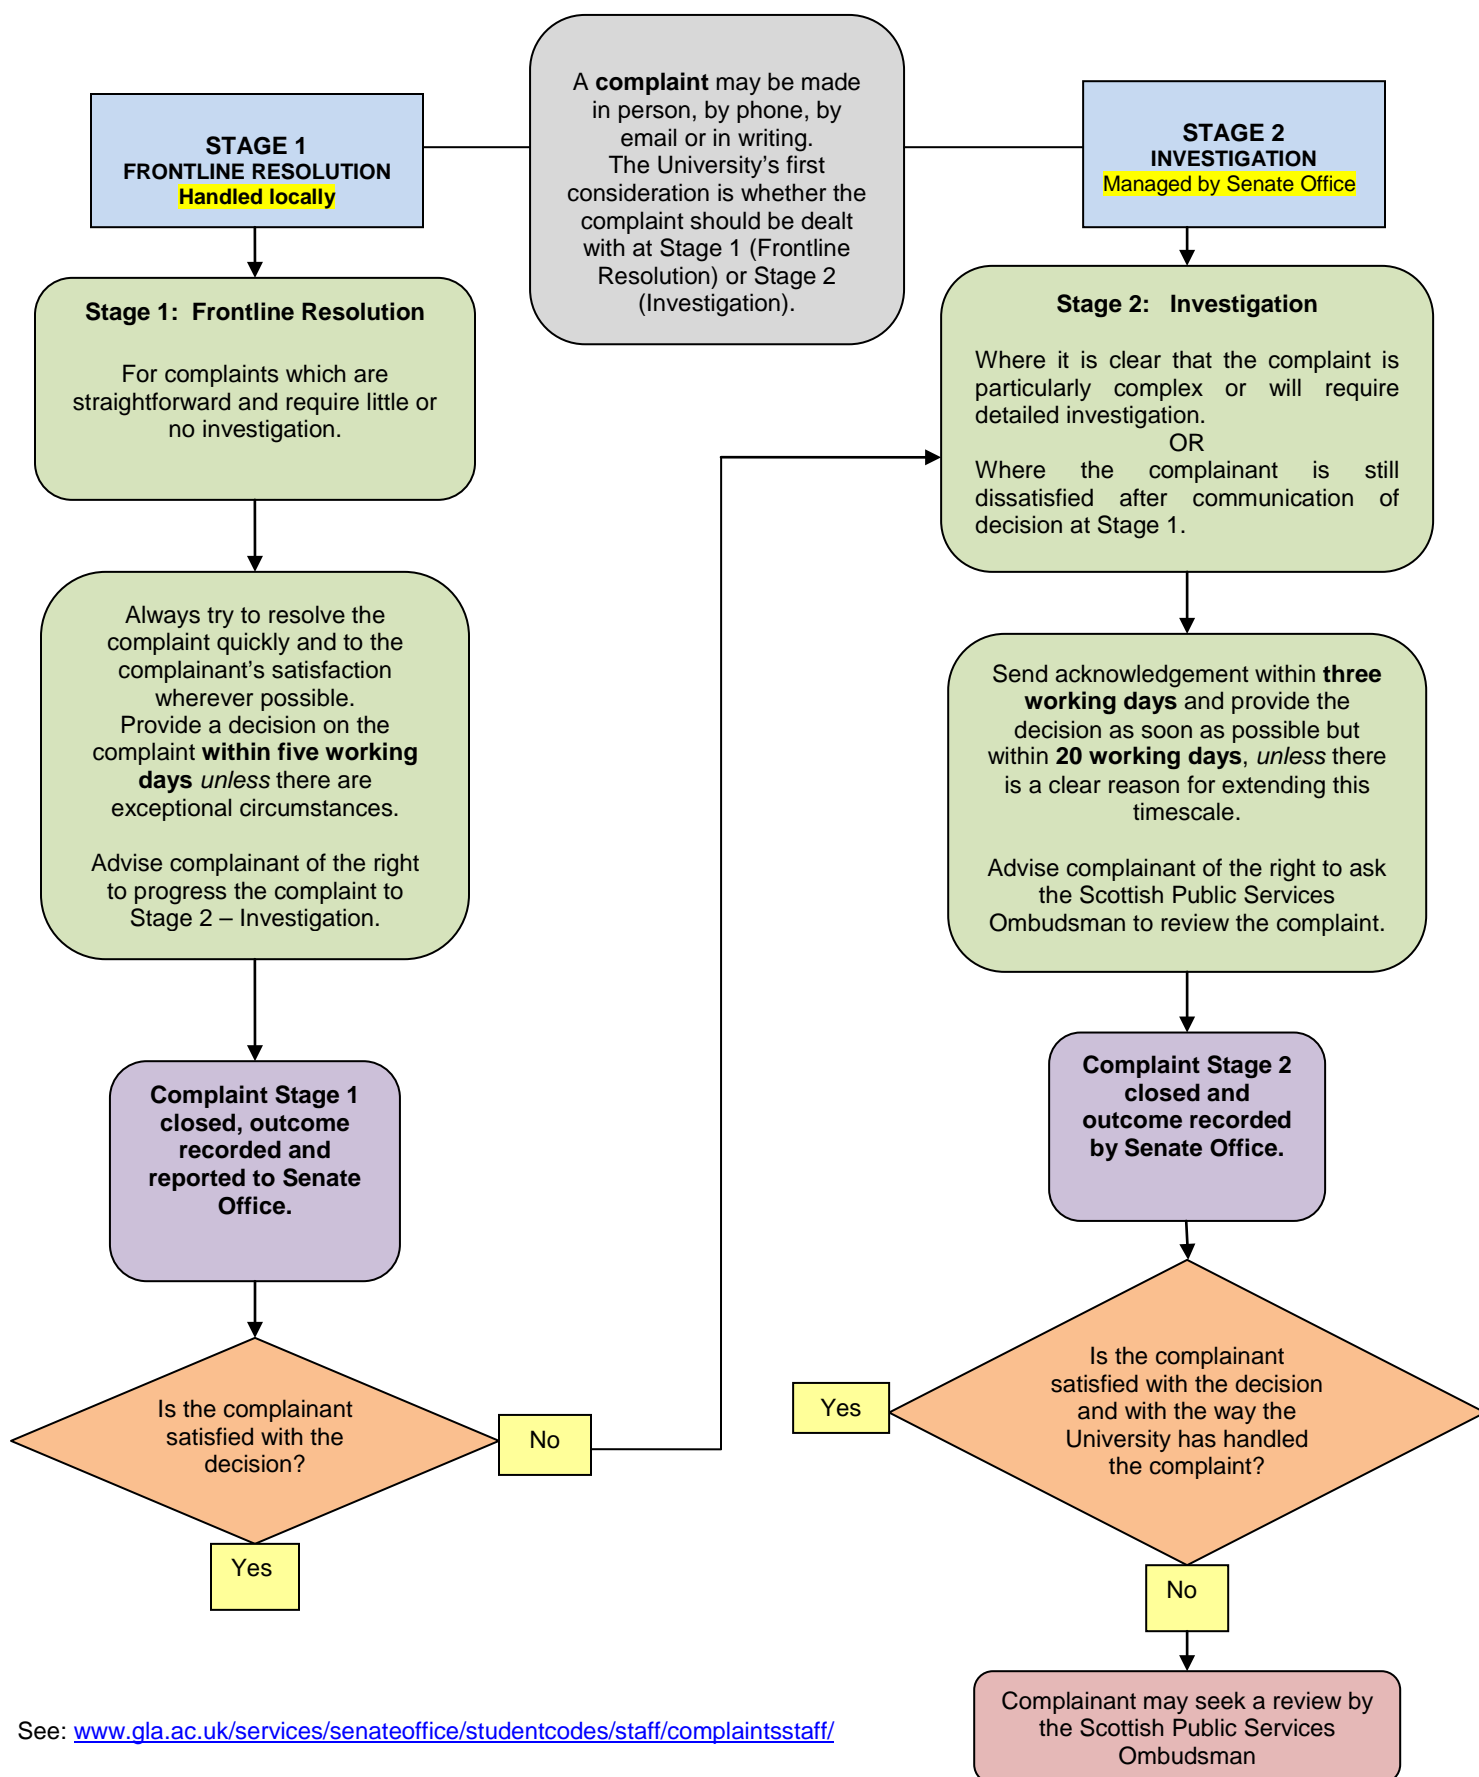 A complaint may be made
in person, by phone, by
email or in writing.
The University’s first
consideration is whether the
complaint should be dealt
with at Stage 1 (Frontline
Resolution) or Stage 2
(Investigation).
STAGE 1
FRONTLINE RESOLUTION
Handled locally
Stage 1: Frontline Resolution
For complaints which are
straightforward and require little or
no investigation.
Always try to resolve the
complaint quickly and to the
complainant’s satisfaction
wherever possible.
Provide a decision on the
complaint within five working
days unless there are
exceptional circumstances.
Advise complainant of the right
to progress the complaint to
Stage 2 – Investigation.
Complaint Stage 1
closed, outcome
recorded and
reported to Senate
Office.
Is the complainant
satisfied with the
decision?
No
Yes
STAGE 2
INVESTIGATION
Managed by Senate Office
Stage 2: Investigation
Where it is clear that the complaint is
particularly complex or will require
detailed investigation.
OR
Where the complainant is still
dissatisfied after communication of
decision at Stage 1.
Send acknowledgement within three
working days and provide the
decision as soon as possible but
within 20 working days, unless there
is a clear reason for extending this
timescale.
Advise complainant of the right to ask
the Scottish Public Services
Ombudsman to review the complaint.
Complaint Stage 2
closed and
outcome recorded
by Senate Office.
Is the complainant
satisfied with the decision
and with the way the
University has handled
the complaint?
Yes
No
Complainant may seek a review by
the Scottish Public Services
Ombudsman
See: www.gla.ac.uk/services/senateoffice/studentcodes/staff/complaintsstaff/